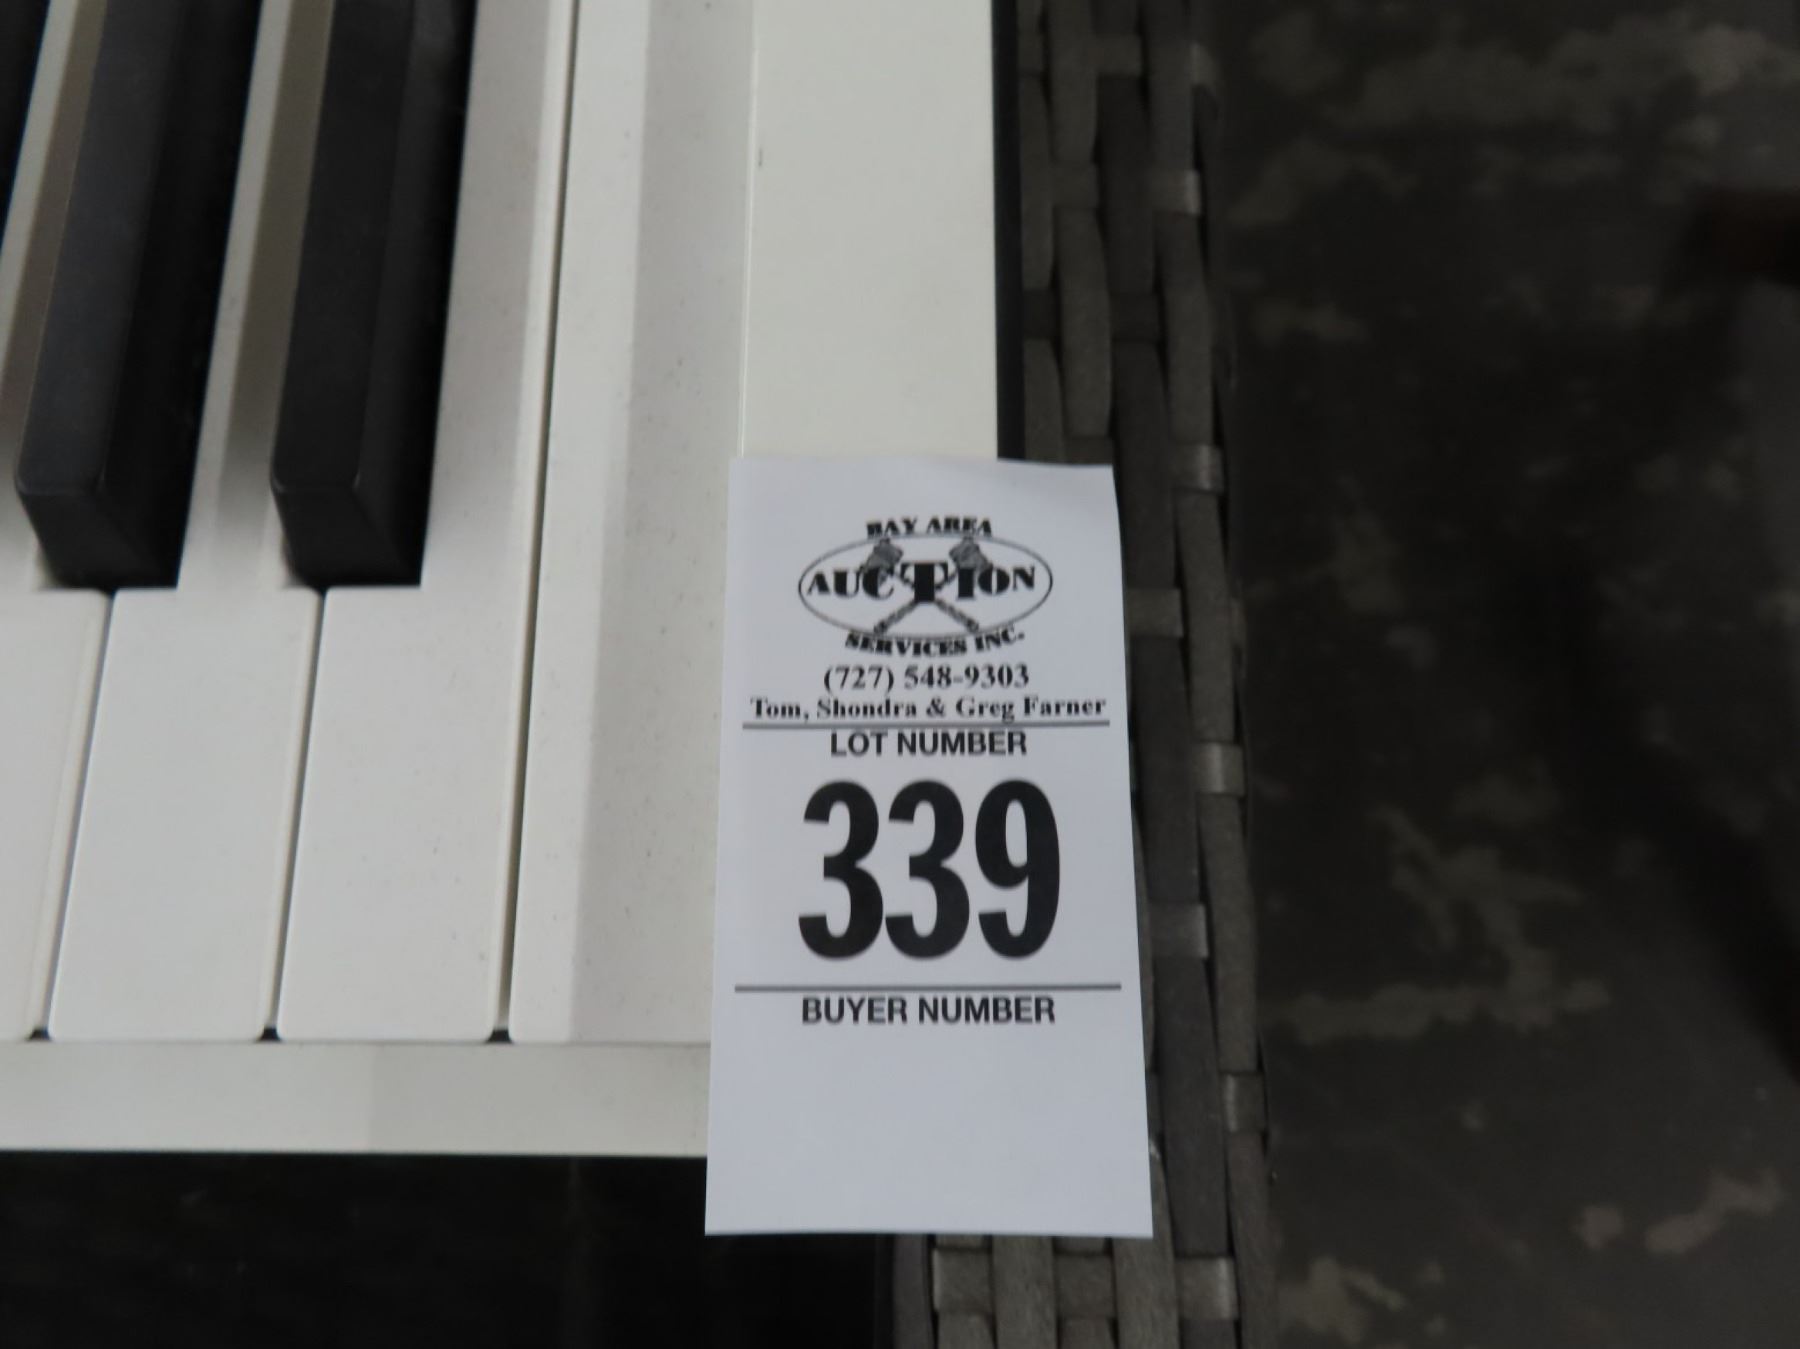 BAY AREA
AUCTION
SERVICES INC.
(727) 548-9303
Tom, Shondra & Greg Farner
LOT NUMBER
339
BUYER NUMBER